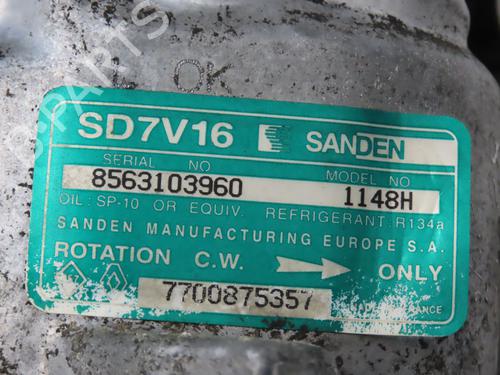 OK
SD7V16 SANDEN
SERIAL NO MODEL NO
8563103960 1148H
OIL: SP-10 OR EQUIV. REFRIGERANT: R134a
SANDEN MANUFACTURING EUROPE S.A.
ROTATION C.W. ONLY
7700875357
FRANCE